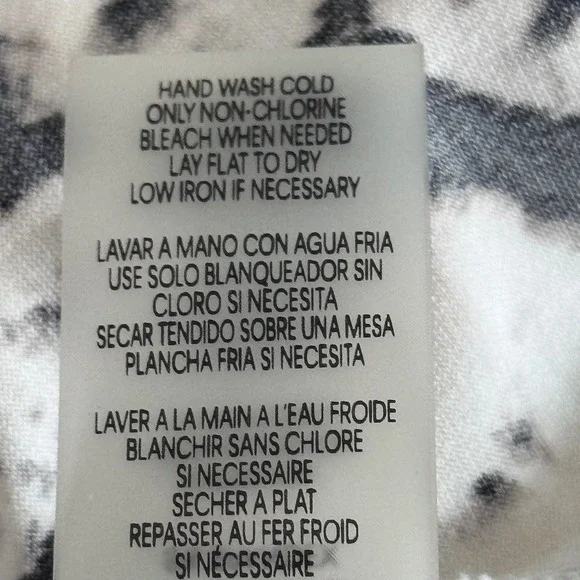 HAND WASH COLD
ONLY NON-CHLORINE
BLEACH WHEN NEEDED
LAY FLAT TO DRY
LOW IRON IF NECESSARY
LAVAR A MANO CON AGUA FRIA
USE SOLO BLANQUEADOR SIN
CLORO SI NECESITA
SECAR TENDIDO SOBRE UNA MESA
PLANCHA FRIA SI NECESITA
LAVER A LA MAIN A L'EAU FROIDE
BLANCHIR SANS CHLORE
SI NECESSAIRE
SECHER A PLAT
REPASSER AU FER FROID
SI NECESSAIRE